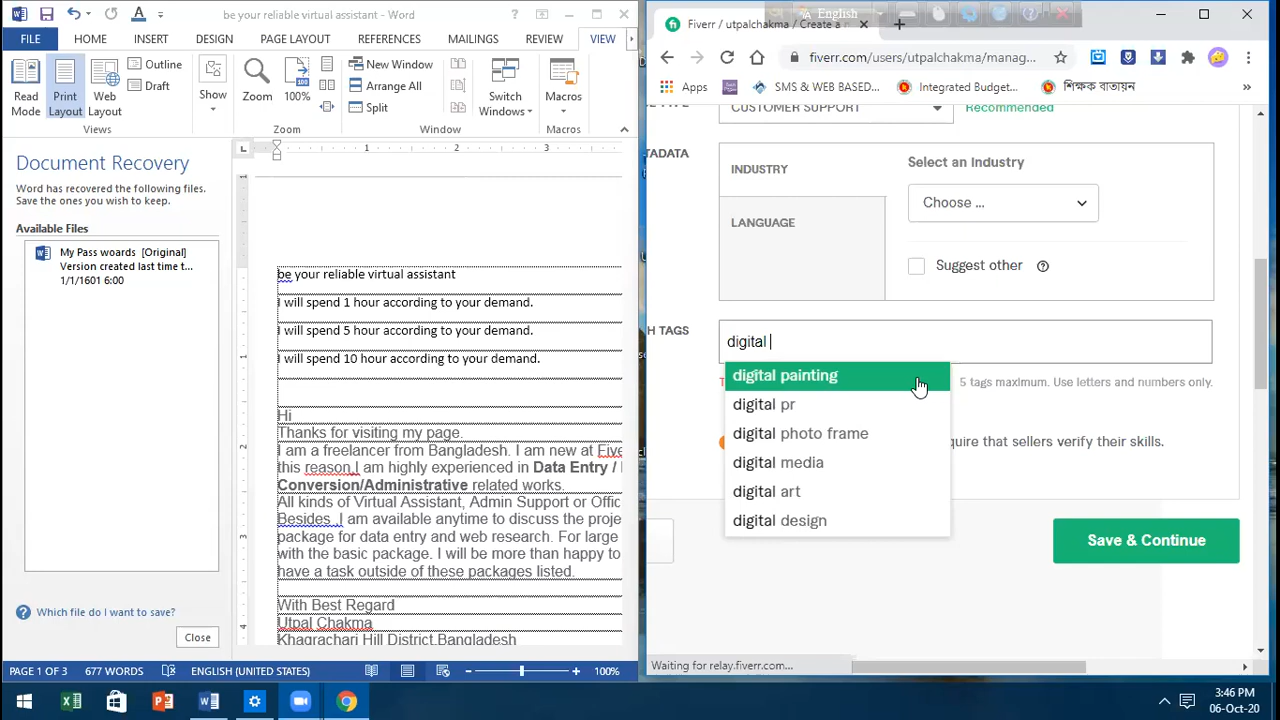 be your reliable virtual assistant - Word
FILE
HOME
INSERT
DESIGN
PAGE LAYOUT
REFERENCES
MAILINGS
REVIEW
VIEW
Read Mode
Print Layout
Web Layout
Outline
Draft
Views
Show
Zoom
100%
Zoom
New Window
Arrange All
Split
Window
Switch Windows
Macros
Macros
Document Recovery
Word has recovered the following files.
Save the ones you wish to keep.
Available Files
My Pass woards [Original]
Version created last time t...
1/1/1601 6:00
Which file do I want to save?
Close
1
2
3
be your reliable virtual assistant
I will spend 1 hour according to your demand.
I will spend 5 hour according to your demand.
I will spend 10 hour according to your demand.
Hi
Thanks for visiting my page.
I am a freelancer from Bangladesh. I am new at Five
this reason,I am highly experienced in Data Entry /
Conversion/Administrative related works.
All kinds of Virtual Assistant, Admin Support or Offic
Besides ,I am available anytime to discuss the proje
package for data entry and web research. For large
with the basic package. I will be more than happy to
have a task outside of these packages listed.
With Best Regard
Utpal Chakma
Khagrachari Hill District,Bangladesh
PAGE 1 OF 3
677 WORDS
ENGLISH (UNITED STATES)
100%
English
Fiverr / utpalchakma / Create a n
fiverr.com/users/utpalchakma/manag...
Apps
SMS & WEB BASED...
Integrated Budget...
শিক্ষক বাতায়ন
CUSTOMER SUPPORT
Recommended
TADATA
INDUSTRY
LANGUAGE
Select an Industry
Choose ...
Suggest other
H TAGS
digital
digital painting
digital pr
digital photo frame
digital media
digital art
digital design
5 tags maximum. Use letters and numbers only.
quire that sellers verify their skills.
Save & Continue
Waiting for relay.fiverr.com...
3:46 PM
06-Oct-20